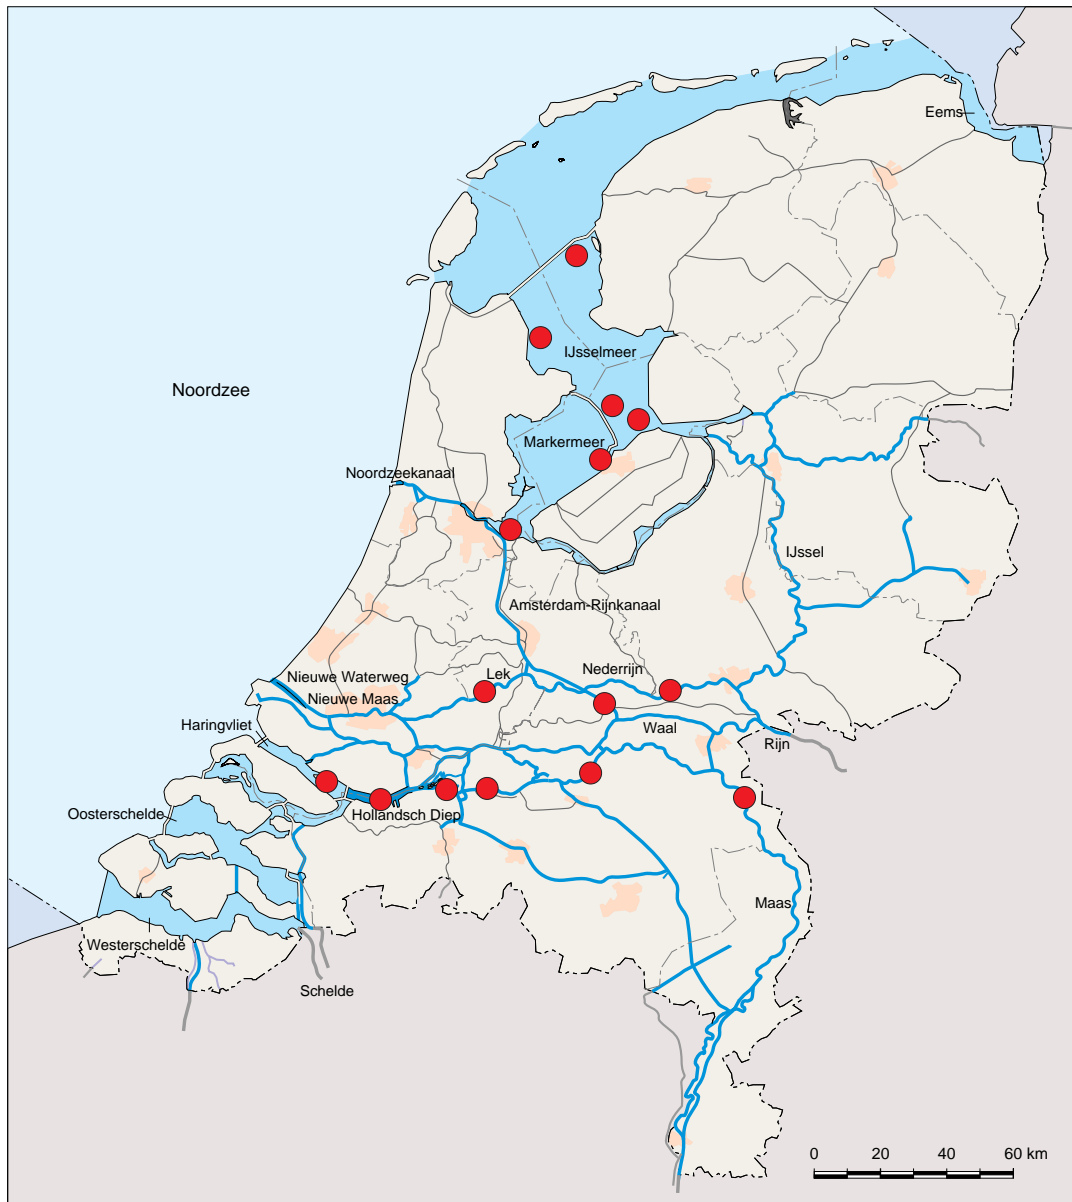 Eems
IJsselmeer
Noordzee
Markermeer
Noordzeekanaal
IJssel
Amsterdam-Rijnkanaal
Nederrijn
Lek
Nieuwe Waterweg
Nieuwe Maas
Haringvliet
Waal
Rijn
Oosterschelde
Hollandsch Diep
Maas
Westerschelde
Schelde
0 20 40 60 km